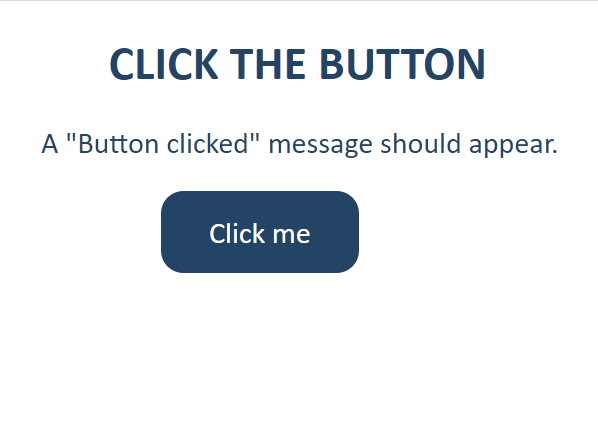 CLICK THE BUTTON
A "Button clicked" message should appear.
Click me